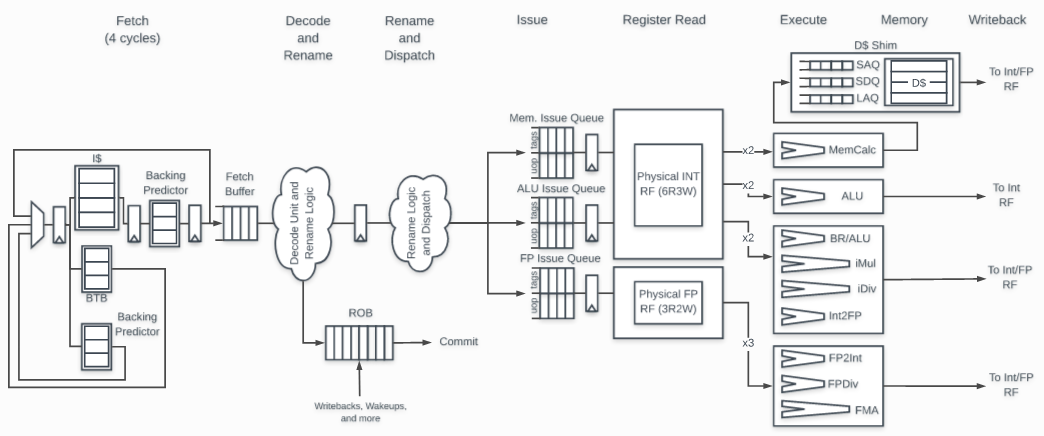 Fetch
(4 cycles)
Decode
and
Rename
Rename
and
Dispatch
Issue
Register Read
Execute
Memory
Writeback
D$ Shim
SAQ
SDQ
LAQ
D$
To Int/FP
RF
Mem. Issue Queue
uop tags
x2
MemCalc
I$
Backing
Predictor
Fetch
Buffer
Decode Unit and
Rename Logic
Rename Logic
and Dispatch
ALU Issue Queue
uop tags
Physical INT
RF (6R3W)
x2
ALU
To Int
RF
x2
BR/ALU
iMul
iDiv
Int2FP
To Int/FP
RF
BTB
FP Issue Queue
uop tags
Physical FP
RF (3R2W)
Backing
Predictor
ROB
Commit
x3
FP2Int
FPDiv
FMA
To Int/FP
RF
Writebacks, Wakeups,
and more